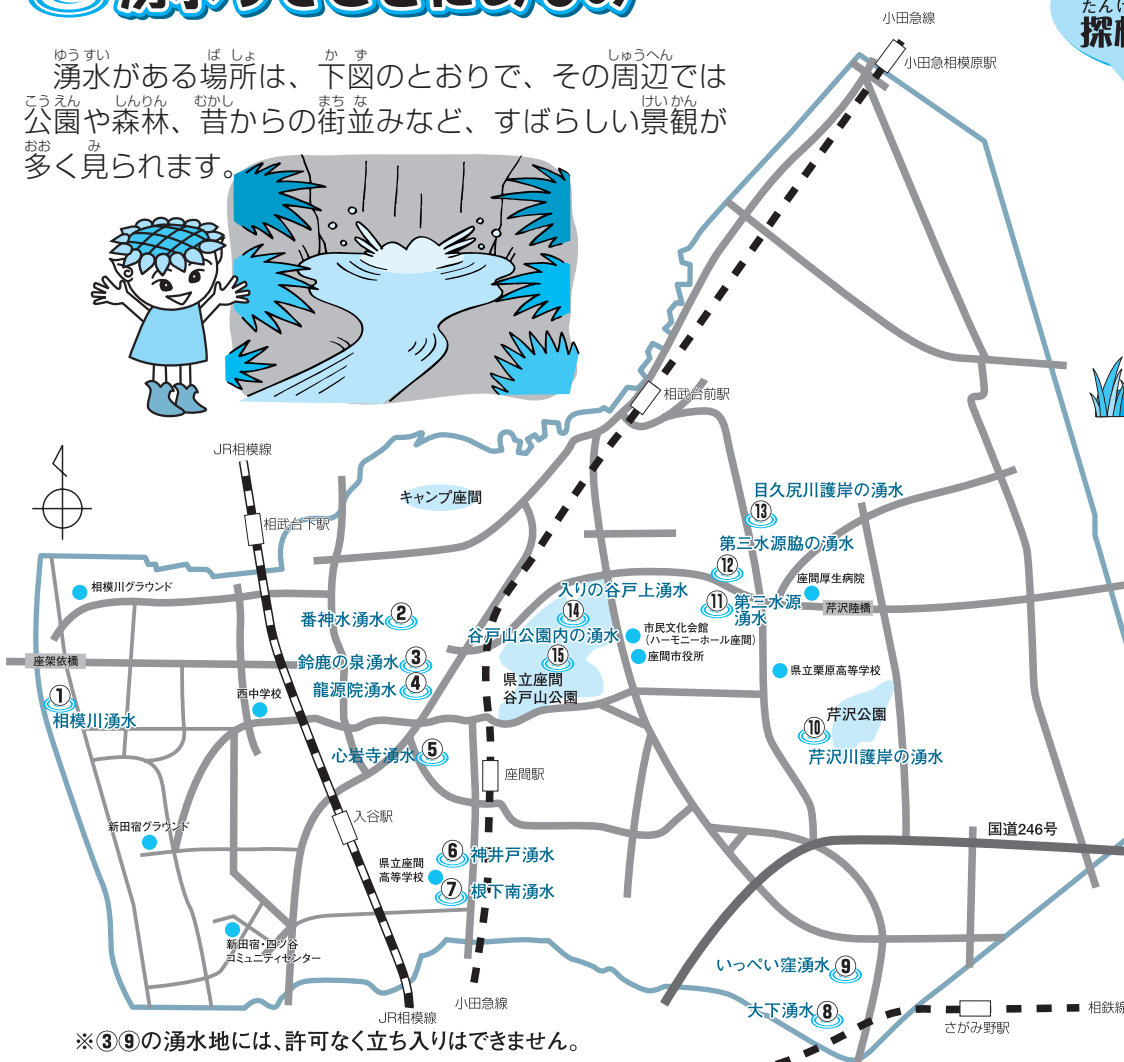 湧水がある場所は、下図のとおりで、その周辺では
公園や森林、昔からの街並みなど、すばらしい景観が
多く見られます。
小田急線
小田急相模原駅
相武台前駅
JR相模線
相武台下駅
キャンプ座間
目久尻川護岸の湧水
⑬
第三水源脇の湧水
⑫
相模川グラウンド
入りの谷戸上湧水
⑭
⑪
第三水源
湧水
座間厚生病院
芹沢陸橋
番神水湧水
②
谷戸山公園内の湧水
⑮
市民文化会館
(ハーモニーホール座間)
座間市役所
座架依橋
鈴鹿の泉湧水
③
龍源院湧水
④
県立座間
谷戸山公園
県立栗原高等学校
①
相模川湧水
西中学校
芹沢公園
⑩
芹沢川護岸の湧水
心岩寺湧水
⑤
座間駅
新田宿グラウンド
入谷駅
国道246号
⑥
神井戸湧水
県立座間
高等学校
⑦
根下南湧水
新田宿・四ツ谷
コミュニティセンター
いっぺい窪湧水
⑨
大下湧水
⑧
小田急線
JR相模線
さがみ野駅
相鉄線
※③⑨の湧水地には、許可なく立ち入りはできません。